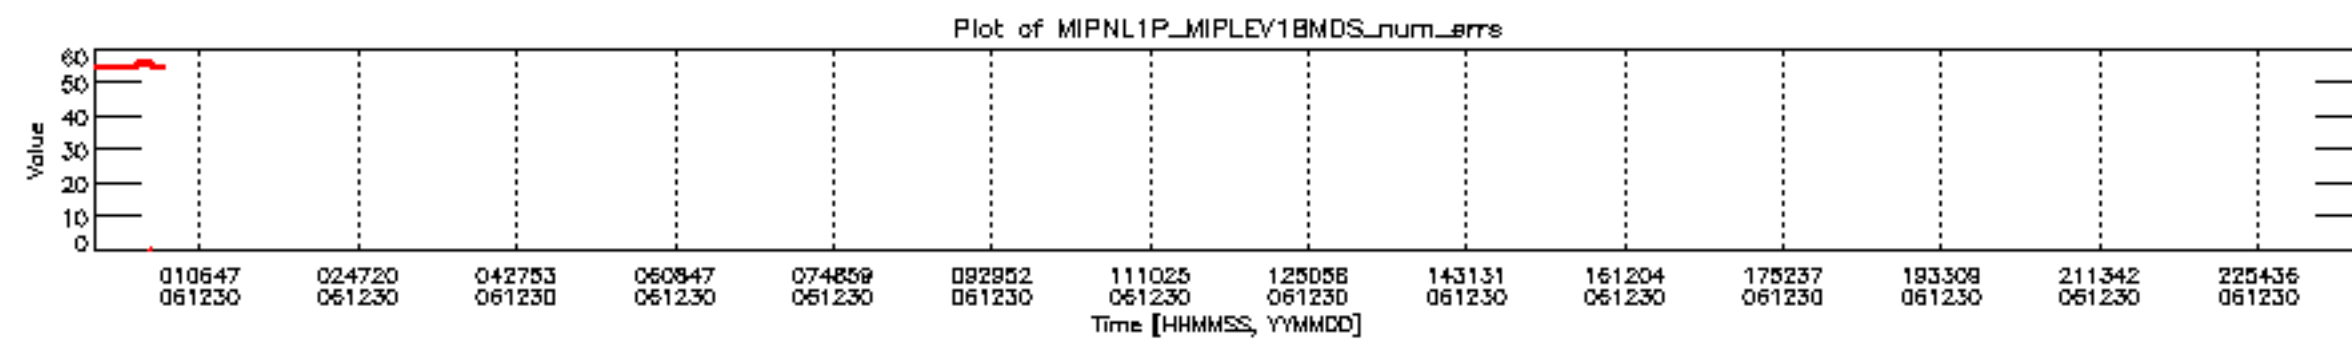 Plot of MIPNL1P_MIPLEV1BMDS_num_errs
60
50
40
30
20
10
0
Value
010647 024720 042753 060847 074859 092952 111025 125058 143131 161204 175237 193309 211342 225436
061230 061230 061230 061230 061230 061230 061230 061230 061230 061230 061230 061230 061230 061230
Time [HHMMSS, YYMMDD]